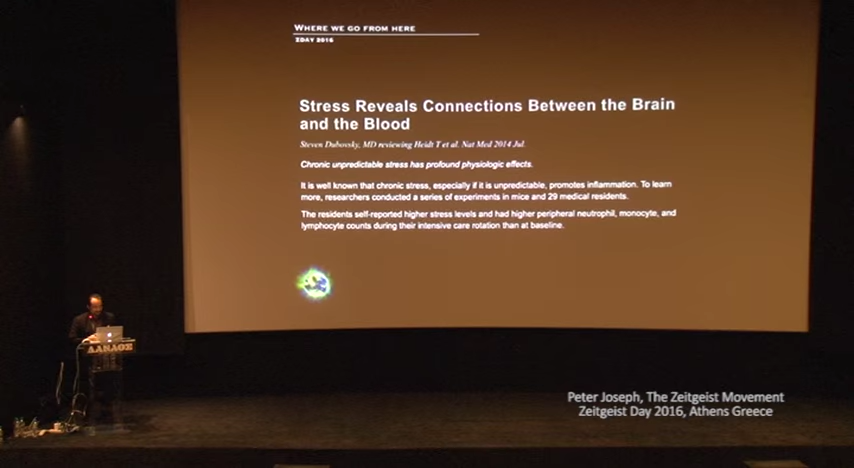 WHERE WE GO FROM HERE
ZDAY 2016
Stress Reveals Connections Between the Brain
and the Blood
Steven Dubovsky, MD reviewing Heidt T et al. Nat Med 2014 Jul.
Chronic unpredictable stress has profound physiologic effects.
It is well known that chronic stress, especially if it is unpredictable, promotes inflammation. To learn
more, researchers conducted a series of experiments in mice and 29 medical residents.
The residents self-reported higher stress levels and had higher peripheral neutrophil, monocyte, and
lymphocyte counts during their intensive care rotation than at baseline.
Peter Joseph, The Zeitgeist Movement
Zeitgeist Day 2016, Athens Greece